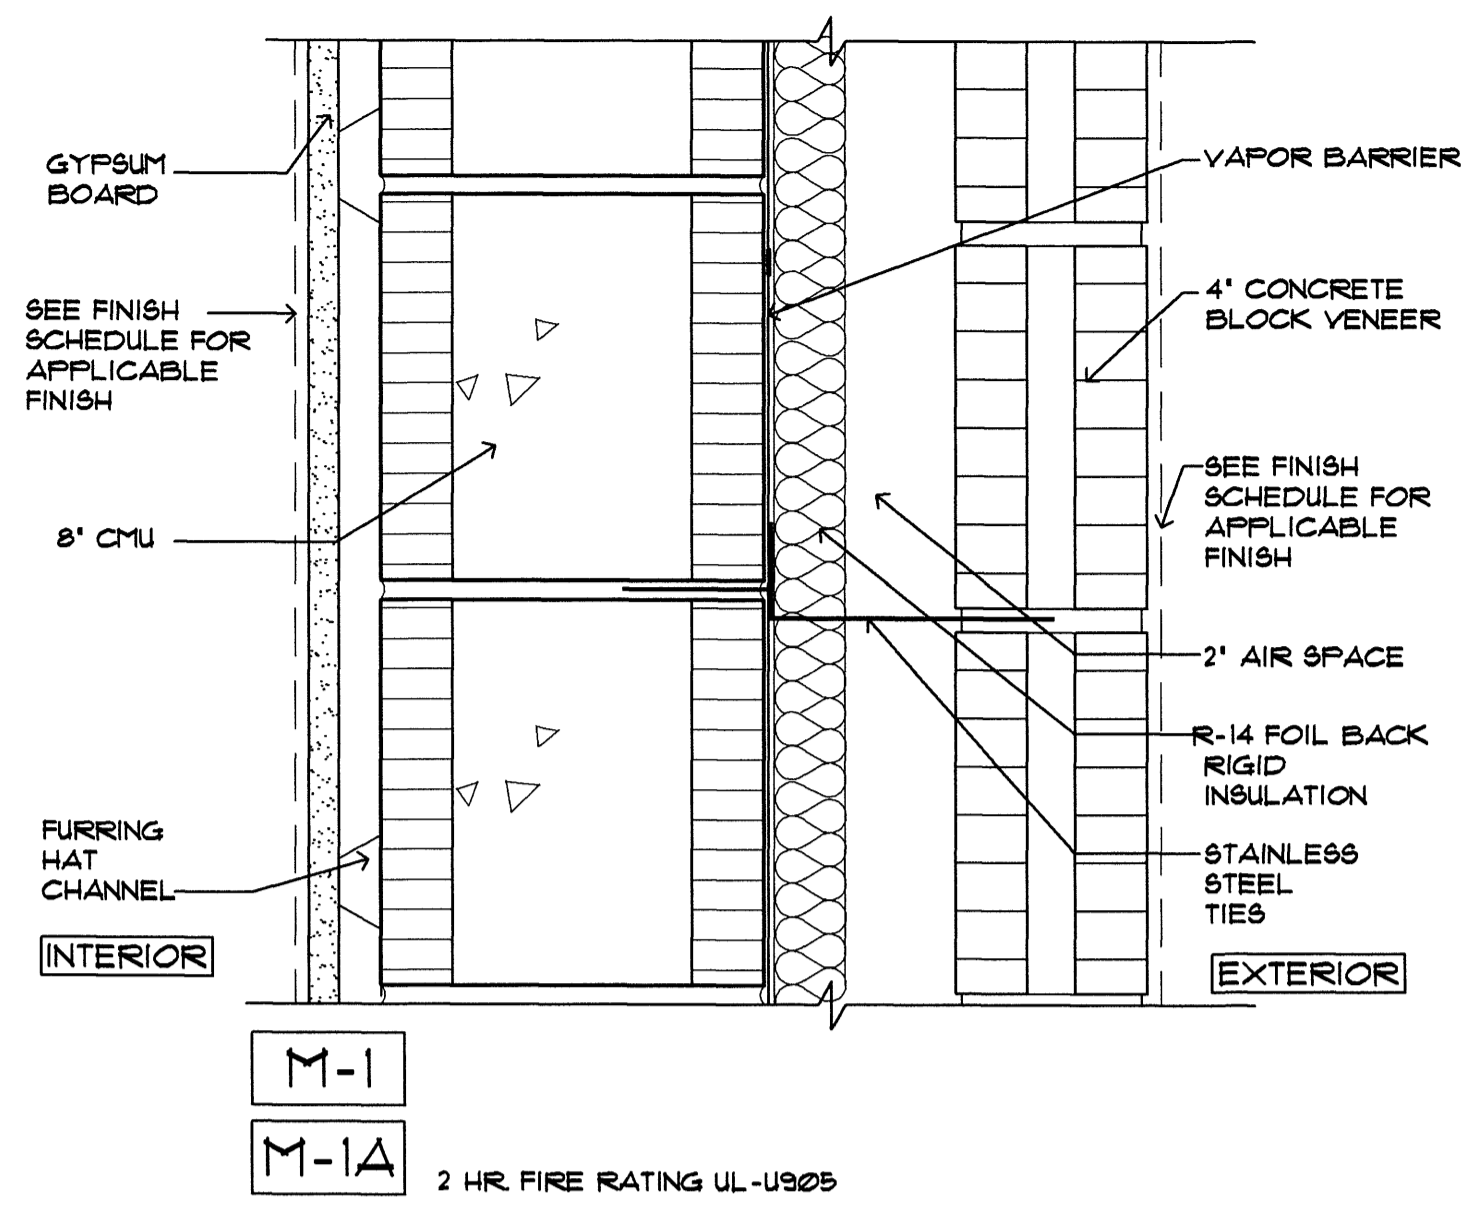 GYPSUM
BOARD
SEE FINISH
SCHEDULE FOR
APPLICABLE
FINISH
8" CMU
FURRING
HAT
CHANNEL
INTERIOR
VAPOR BARRIER
4" CONCRETE
BLOCK VENEER
SEE FINISH
SCHEDULE FOR
APPLICABLE
FINISH
2" AIR SPACE
R-14 FOIL BACK
RIGID
INSULATION
STAINLESS
STEEL
TIES
EXTERIOR
M-1
M-1A
2 HR. FIRE RATING UL-U905